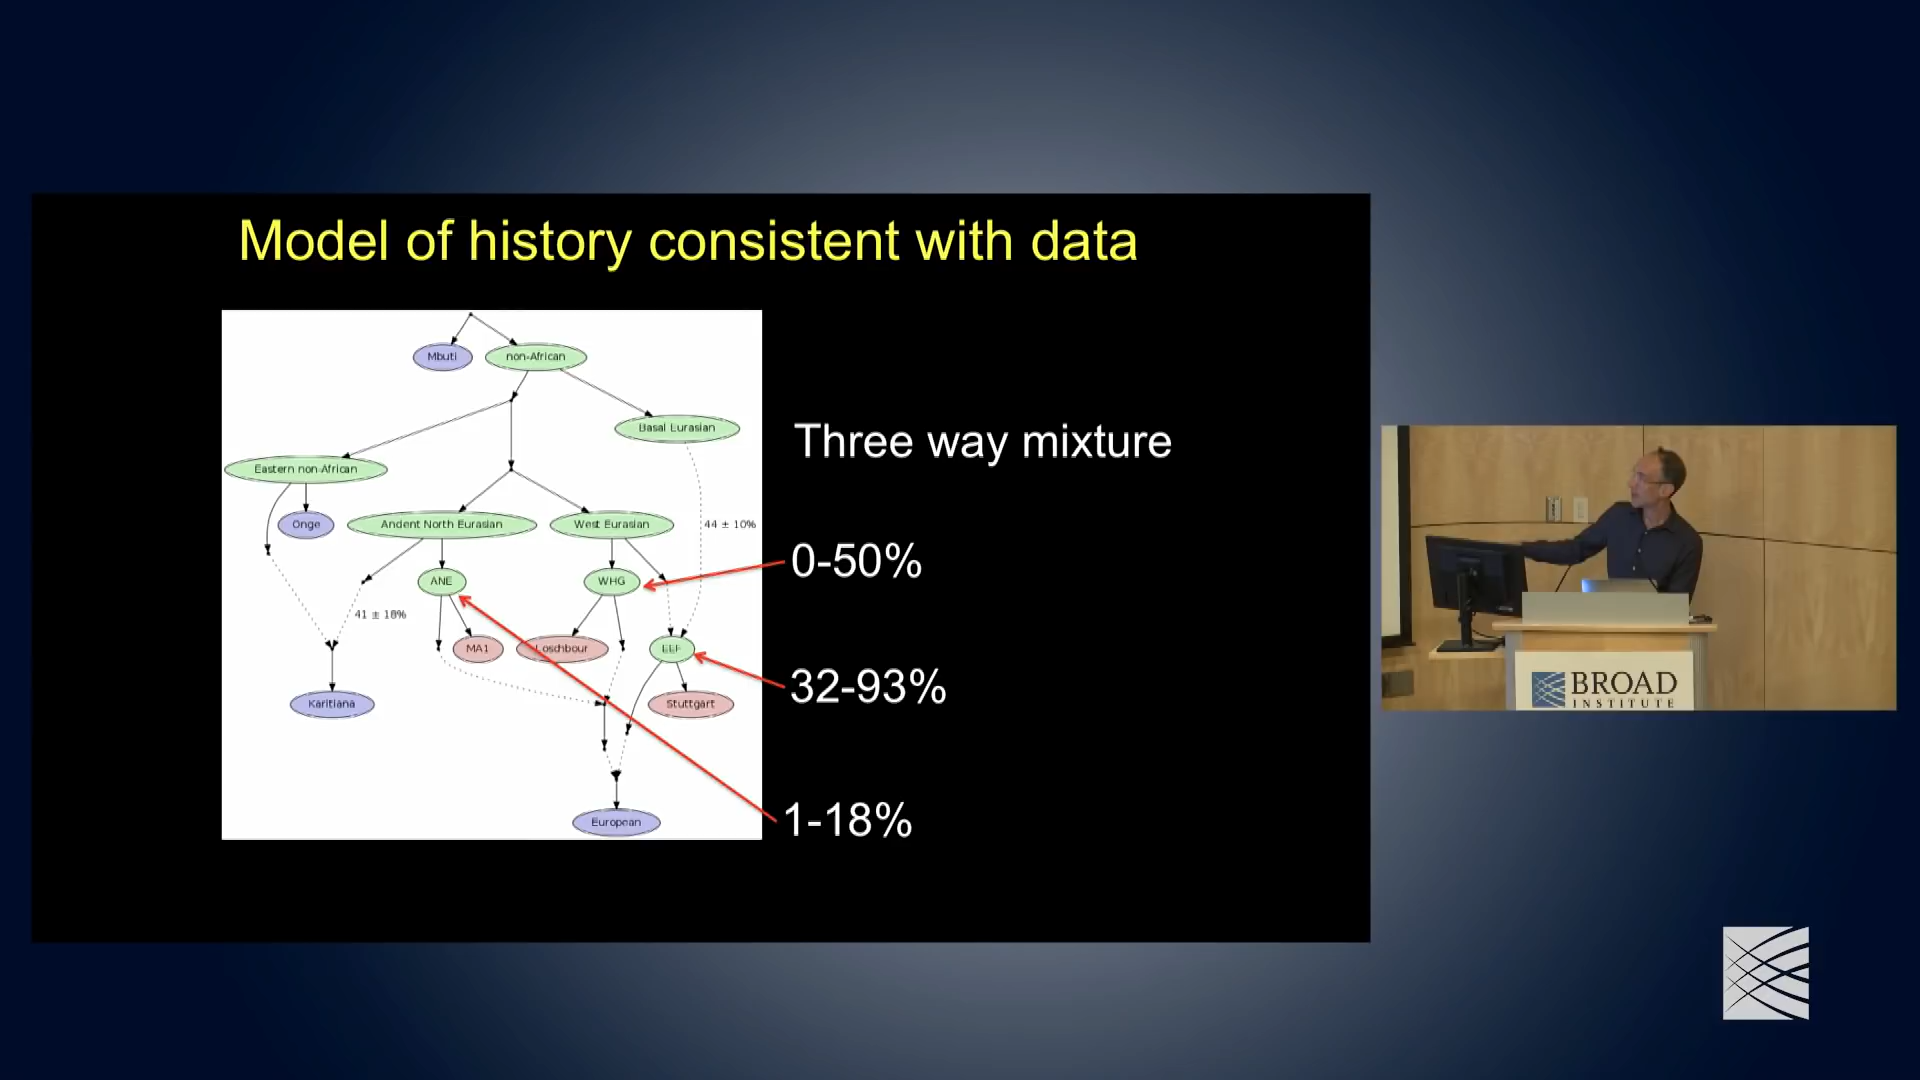 Model of history consistent with data
Mbuti
non-African
Basal Eurasian
Eastern non-African
Onge
Ancient North Eurasian
West Eurasian
44 ± 10%
ANE
WHG
41 ± 18%
MA1
Loschbour
EEF
Karitiana
Stuttgart
European
Three way mixture
0-50%
32-93%
1-18%
BROAD
INSTITUTE